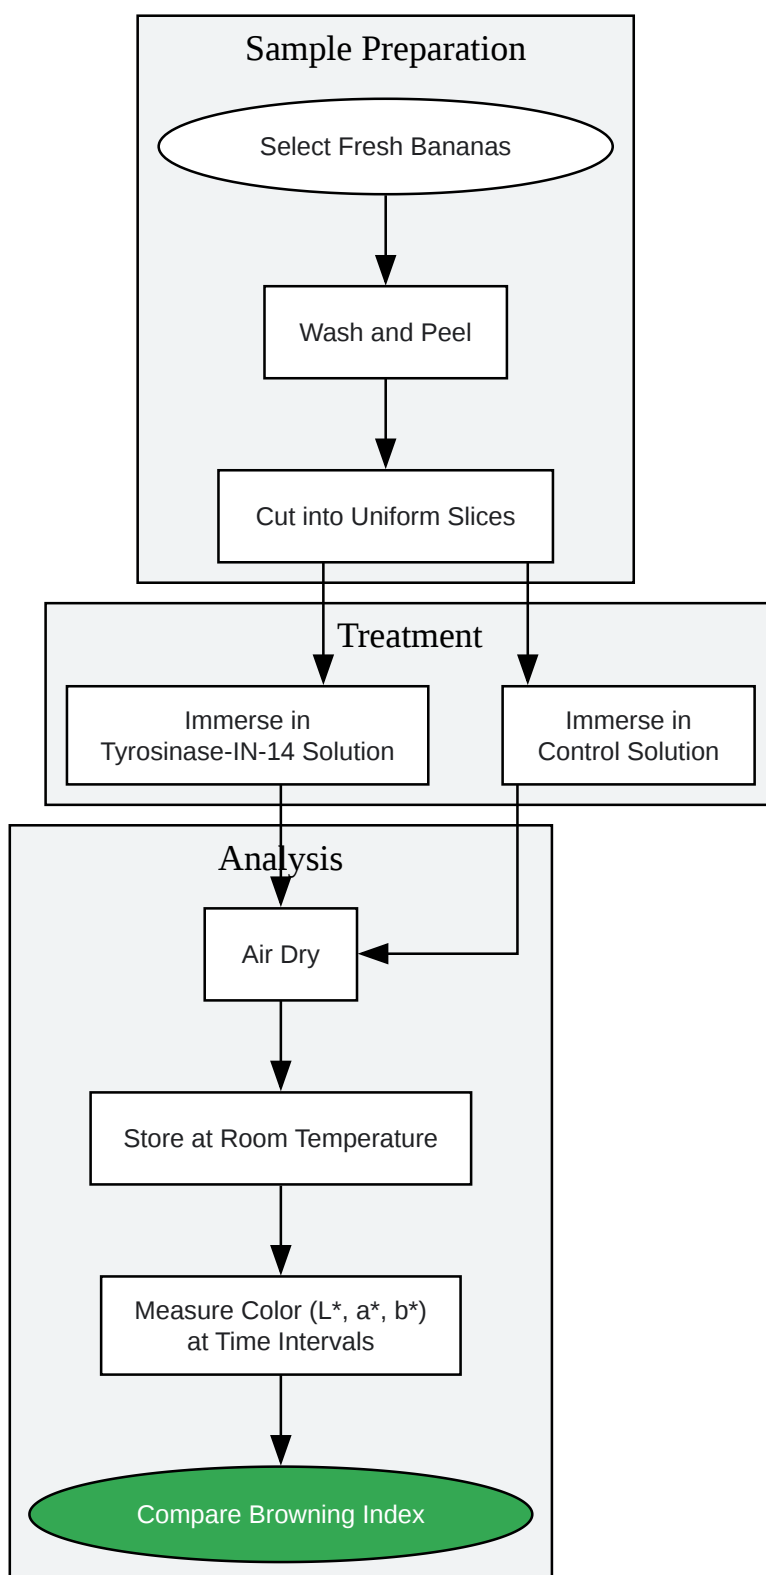 Sample Preparation
Select Fresh Bananas
Wash and Peel
Cut into Uniform Slices
Treatment
Immerse in
Tyrosinase-IN-14 Solution
Immerse in
Control Solution
Analysis
Air Dry
Store at Room Temperature
Measure Color (L*, a*, b*)
at Time Intervals
Compare Browning Index